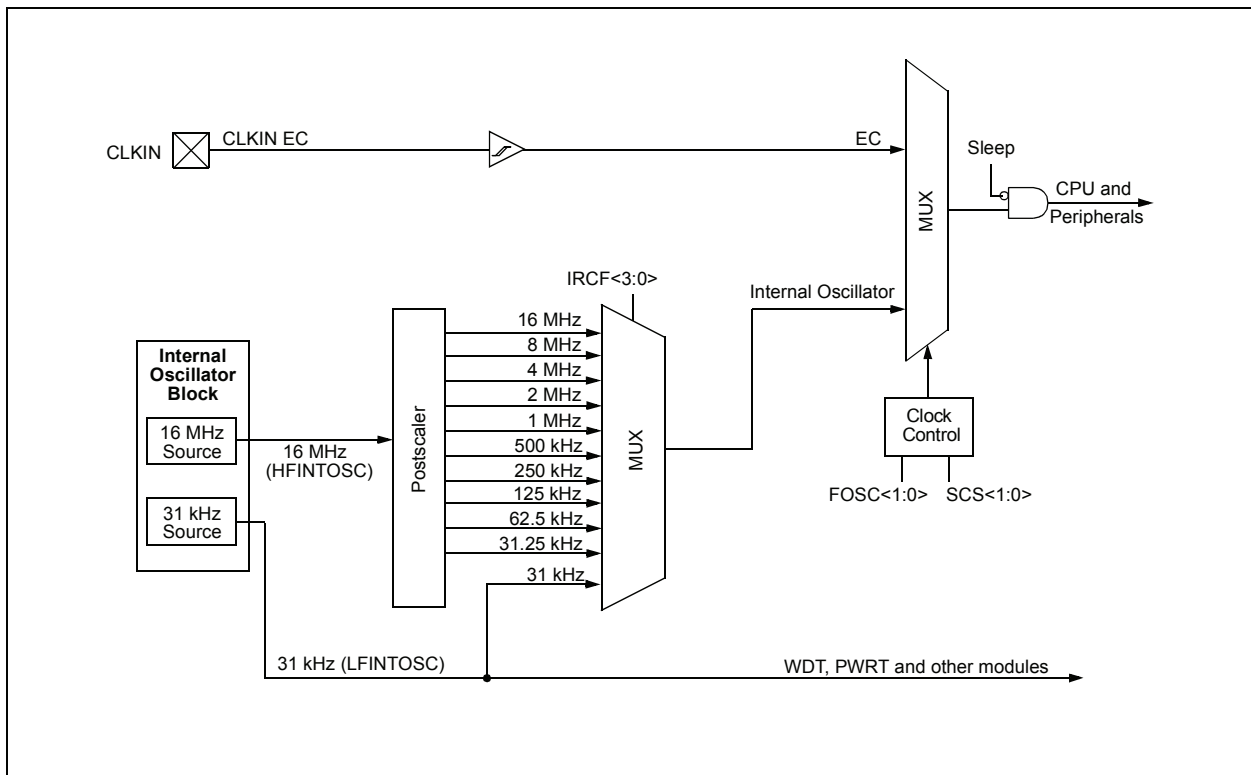 CLKIN
CLKIN EC
EC
Sleep
CPU and
Peripherals
MUX
IRCF<3:0>
Internal Oscillator
Internal
Oscillator
Block
16 MHz
Source
31 kHz
Source
16 MHz
(HFINTOSC)
Postscaler
16 MHz
8 MHz
4 MHz
2 MHz
1 MHz
500 kHz
250 kHz
125 kHz
62.5 kHz
31.25 kHz
31 kHz
MUX
Clock
Control
FOSC<1:0>
SCS<1:0>
31 kHz (LFINTOSC)
WDT, PWRT and other modules